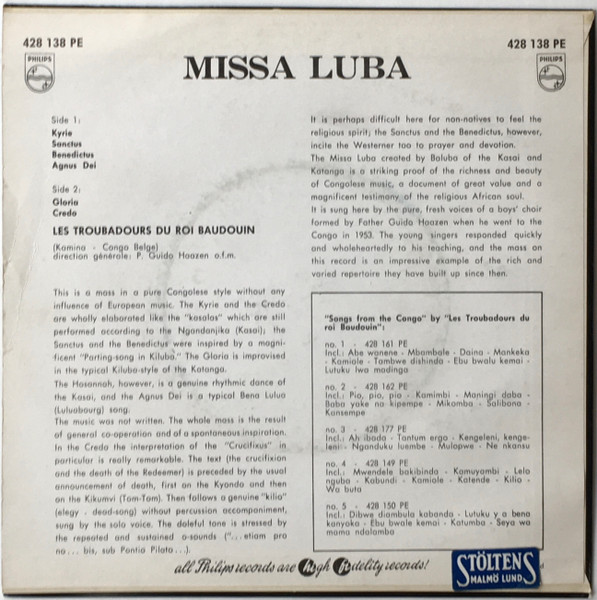 428 138 PE
428 138 PE
PHILIPS
PHILIPS
MISSA LUBA
Side 1:
Kyrie
Sanctus
Benedictus
Agnus Dei
Side 2:
Gloria
Credo
LES TROUBADOURS DU ROI BAUDOUIN
(Kamina - Congo Belge)
direction générale: P. Guido Haazen o.f.m.
This is a mass in a pure Congolese style without any
influence of European music. The Kyrie and the Credo
are wholly elaborated like the "kasalas" which are still
performed according to the Ngandanjika (Kasai); the
Sanctus and the Benedictus were inspired by a magni-
ficent "Parting-song in Kiluba." The Gloria is improvised
in the typical Kiluba-style of the Katanga.
The Hosannah, however, is a genuine rhythmic dance of
the Kasai, and the Agnus Dei is a typical Bena Lulua
(Luluabourg) song.
The music was not written. The whole mass is the result
of general co-operation and of a spontaneous inspiration.
In the Credo the interpretation of the "Crucifixus" in
particular is really remarkable. The text (the crucifixion
and the death of the Redeemer) is preceded by the usual
announcement of death, first on the Kyondo and then
on the Kikumvi (Tom-Tom). Then follows a genuine "kilio"
(elegy - dead-song) without percussion accompaniment,
sung by the solo voice. The doleful tone is stressed by
the repeated and sustained o-sounds ("... etiam pro
no... bis, sub Pontio Pilato...).
It is perhaps difficult here for non-natives to feel the
religious spirit; the Sanctus and the Benedictus, however,
incite the Westerner too to prayer and devotion.
The Missa Luba created by Baluba of the Kasai and
Katanga is a striking proof of the richness and beauty
of Congolese music, a document of great value and a
magnificent testimony of the religious African soul.
It is sung here by the pure, fresh voices of a boys' choir
formed by Father Guido Haazen when he went to the
Congo in 1953. The young singers responded quickly
and wholeheartedly to his teaching, and the mass on
this record is an impressive example of the rich and
varied repertoire they have built up since then.
"Songs from the Congo" by "Les Troubadours du
roi Baudouin":
no. 1 - 428 161 PE
Incl.: Abe wanene - Mbambale - Daina - Mankeka
- Kamiole - Tambwe dishinda - Ebu bwalu kemai -
Lutuku lwa madinga
no. 2 - 428 162 PE
Incl.: Pio, pio, pio - Kamimbi - Maningi daba -
Baba yake na kipempe - Mikomba - Salibona -
Kansempe
no. 3 - 428 177 PE
Incl.: Ah ibada - Tantum ergo - Kengeleni, kenge-
leni - Nganduku luembe - Mulopwe - Ne nkansu
no. 4 - 428 149 PE
Incl.: Mwendele bakibinda - Kamuyambi - Lelo
nguba - Kabundi - Kamiole - Katende - Kilio -
Wa buta
no. 5 - 428 150 PE
Incl.: Dibwe diambula kabanda - Lutuku y a bena
kanyoka - Ebu bwale kemai - Katumba - Seya wa
mama ndalamba
all Philips records are high fidelity records!
STÖLTENS
MALMÖ LUND